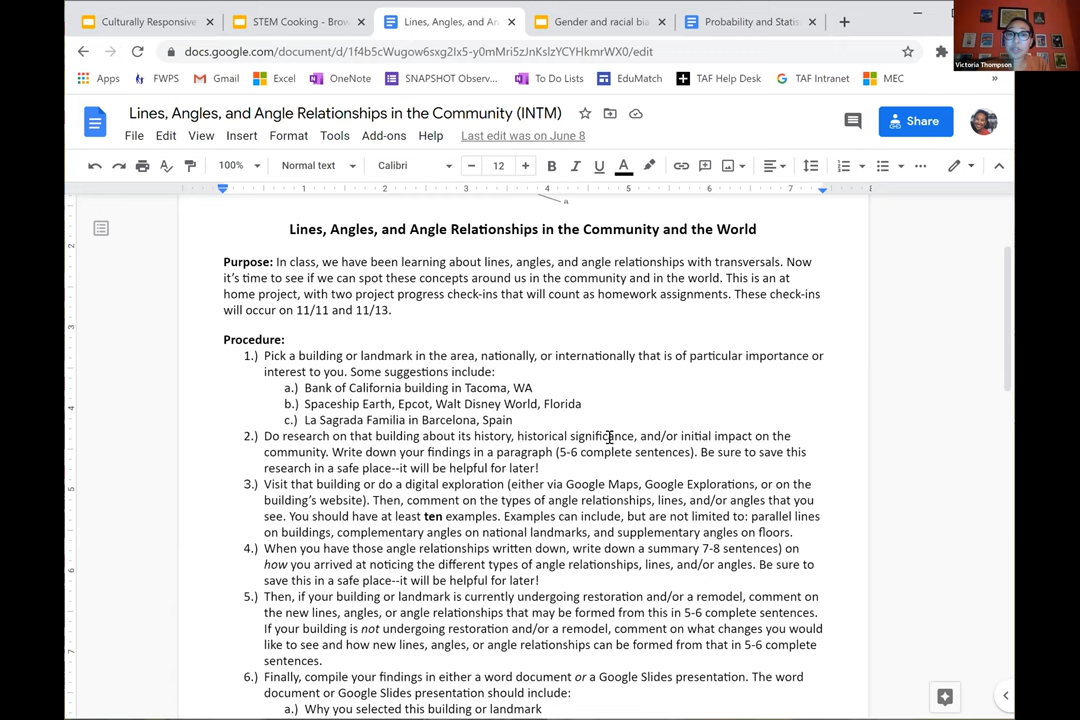 Culturally Responsive
STEM Cooking - Brow
Lines, Angles, and An
Gender and racial bia
Probability and Statis
docs.google.com/document/d/1f4b5cWugow6sxg2lx5-y0mMri5zJnKslzYCYHkmrWX0/edit
Victoria Thompson
Apps
FWPS
Gmail
Excel
OneNote
SNAPSHOT Observ...
To Do Lists
EduMatch
TAF Help Desk
TAF Intranet
MEC
»
Lines, Angles, and Angle Relationships in the Community (INTM)
File Edit View Insert Format Tools Add-ons Help Last edit was on June 8
Share
100% Normal text Calibri 12 B I U A
1 2 3 4 5 6 7
a
Lines, Angles, and Angle Relationships in the Community and the World
Purpose: In class, we have been learning about lines, angles, and angle relationships with transversals. Now
it's time to see if we can spot these concepts around us in the community and in the world. This is an at
home project, with two project progress check-ins that will count as homework assignments. These check-ins
will occur on 11/11 and 11/13.
Procedure:
1.) Pick a building or landmark in the area, nationally, or internationally that is of particular importance or
interest to you. Some suggestions include:
a.) Bank of California building in Tacoma, WA
b.) Spaceship Earth, Epcot, Walt Disney World, Florida
c.) La Sagrada Familia in Barcelona, Spain
2.) Do research on that building about its history, historical significance, and/or initial impact on the
community. Write down your findings in a paragraph (5-6 complete sentences). Be sure to save this
research in a safe place--it will be helpful for later!
3.) Visit that building or do a digital exploration (either via Google Maps, Google Explorations, or on the
building's website). Then, comment on the types of angle relationships, lines, and/or angles that you
see. You should have at least ten examples. Examples can include, but are not limited to: parallel lines
on buildings, complementary angles on national landmarks, and supplementary angles on floors.
4.) When you have those angle relationships written down, write down a summary 7-8 sentences) on
how you arrived at noticing the different types of angle relationships, lines, and/or angles. Be sure to
save this in a safe place--it will be helpful for later!
5.) Then, if your building or landmark is currently undergoing restoration and/or a remodel, comment on
the new lines, angles, or angle relationships that may be formed from this in 5-6 complete sentences.
If your building is not undergoing restoration and/or a remodel, comment on what changes you would
like to see and how new lines, angles, or angle relationships can be formed from that in 5-6 complete
sentences.
6.) Finally, compile your findings in either a word document or a Google Slides presentation. The word
document or Google Slides presentation should include:
a.) Why you selected this building or landmark